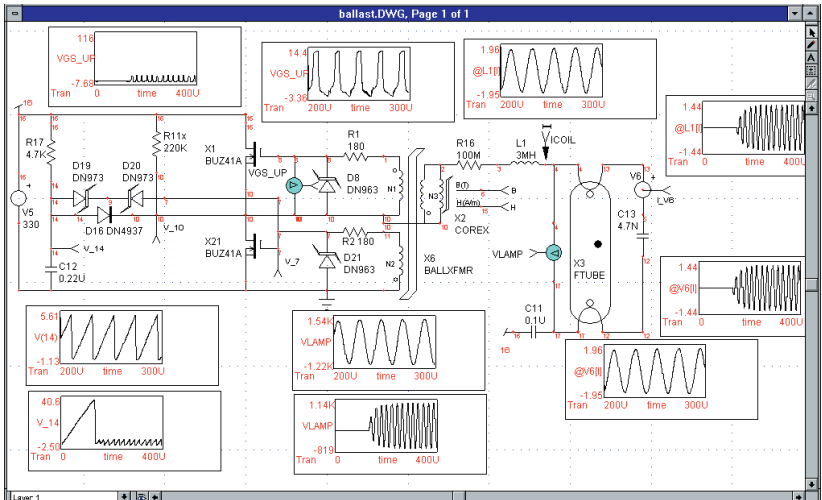 ballast.DWG, Page 1 of 1
116
VGS_UP
-7.68
Tran 0 time 400U
14.4
VGS_UP
-3.36
Tran 200U time 300U
1.96
@L1[I]
-1.95
Tran 200U time 300U
1.44
@L1[I]
-1.44
Tran 0 time 400U
R17
4.7K
D19
DN973
D20
DN973
R11x
220K
X1
BUZ41A
VGS_UP
R1
180
D8
DN963
N1
R16
100M
L1
3MH
ICOIL
V6
I_V6
C13
4.7N
V5
330
D16 DN4937
V_14
V_10
C12
0.22U
X21
BUZ41A
V_7
R2 180
D21
DN963
N2
X6
BALLXFMR
N3
B(T)
B
H(A/m)
H
X2
COREX
VLAMP
X3
FTUBE
C11
0.1U
1.44
@V6[I]
-1.44
Tran 0 time 400U
5.61
V(14)
-1.13
Tran 200U time 300U
1.54K
VLAMP
-1.22K
Tran 200U time 300U
1.96
@V6[I]
-1.95
Tran 200U time 300U
40.6
V_14
-2.50
Tran 0 time 400U
1.14K
VLAMP
-819
Tran 0 time 400U
Layer 1